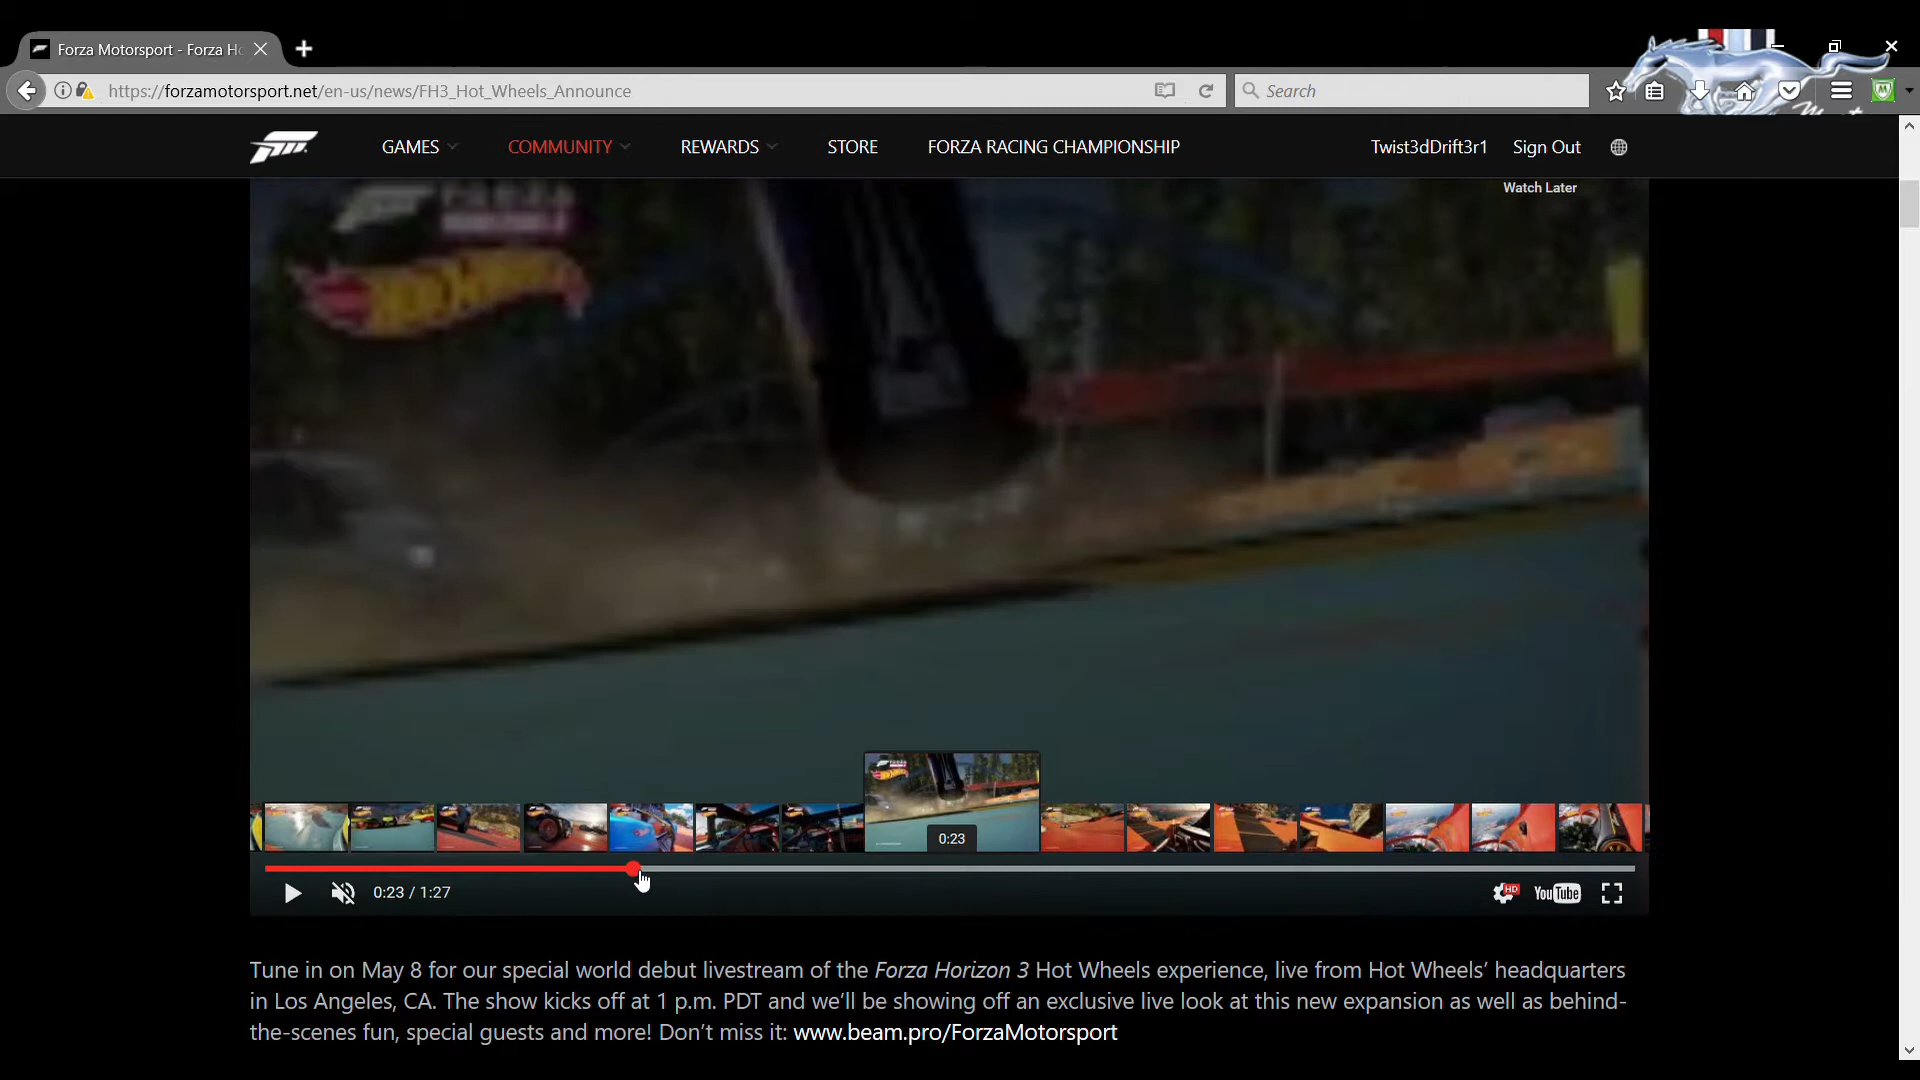 Forza Motorsport - Forza Ho
https://forzamotorsport.net/en-us/news/FH3_Hot_Wheels_Announce
Search
GAMES
COMMUNITY
REWARDS
STORE
FORZA RACING CHAMPIONSHIP
Twist3dDrift3r1
Sign Out
Watch Later
FORZA
HOT WHEELS
0:23
0:23 / 1:27
HD
YouTube
Tune in on May 8 for our special world debut livestream of the Forza Horizon 3 Hot Wheels experience, live from Hot Wheels’ headquarters
in Los Angeles, CA. The show kicks off at 1 p.m. PDT and we’ll be showing off an exclusive live look at this new expansion as well as behind-
the-scenes fun, special guests and more! Don’t miss it: www.beam.pro/ForzaMotorsport